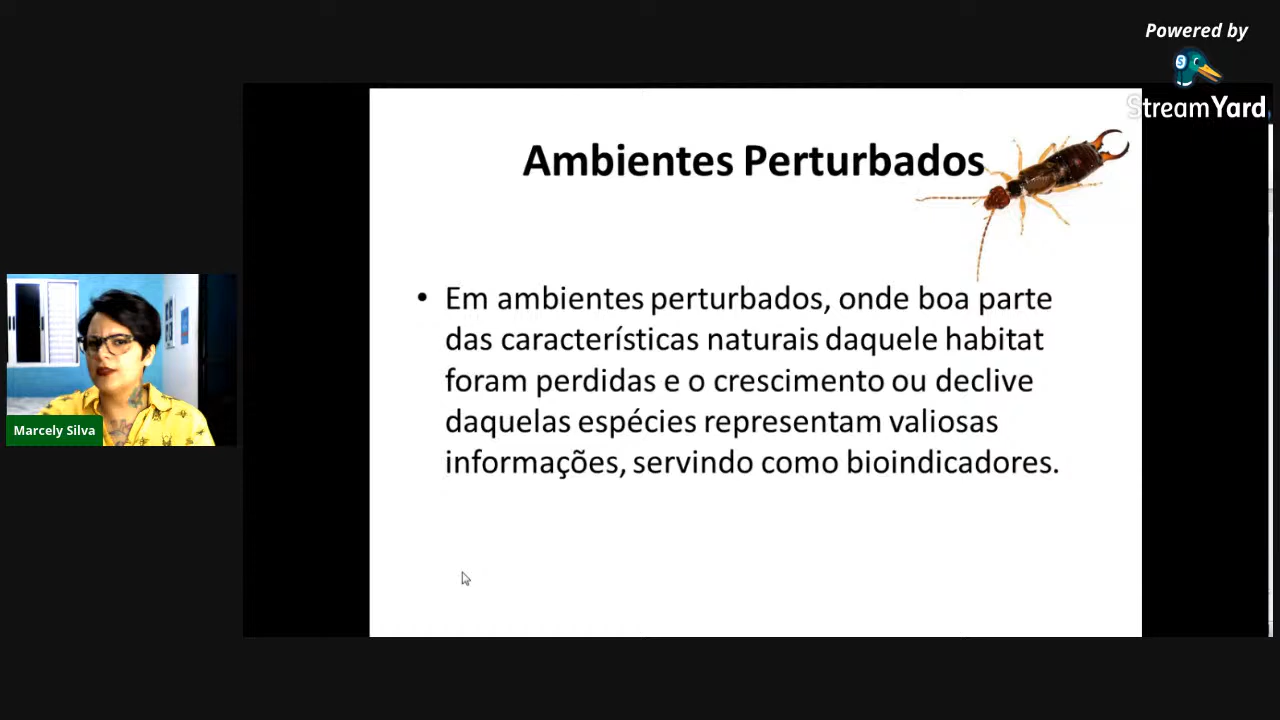 Powered by
StreamYard
Ambientes Perturbados
• Em ambientes perturbados, onde boa parte
das características naturais daquele habitat
foram perdidas e o crescimento ou declive
daquelas espécies representam valiosas
informações, servindo como bioindicadores.
Marcely Silva